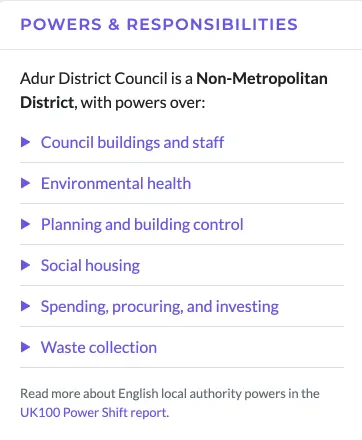 POWERS & RESPONSIBILITIES
Adur District Council is a Non-Metropolitan
District, with powers over:
Council buildings and staff
Environmental health
Planning and building control
Social housing
Spending, procuring, and investing
Waste collection
Read more about English local authority powers in the
UK100 Power Shift report.